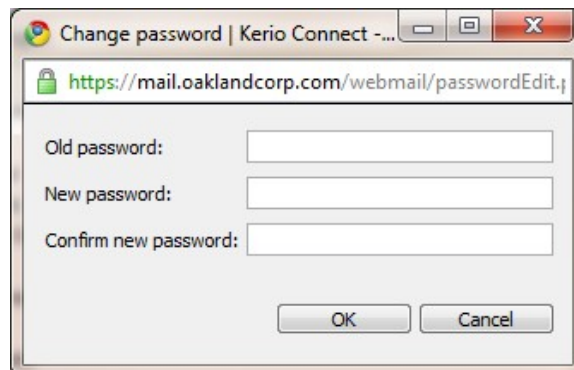 Change password | Kerio Connect -...
https://mail.oaklandcorp.com/webmail/passwordEdit.p
Old password:
New password:
Confirm new password:
OK
Cancel